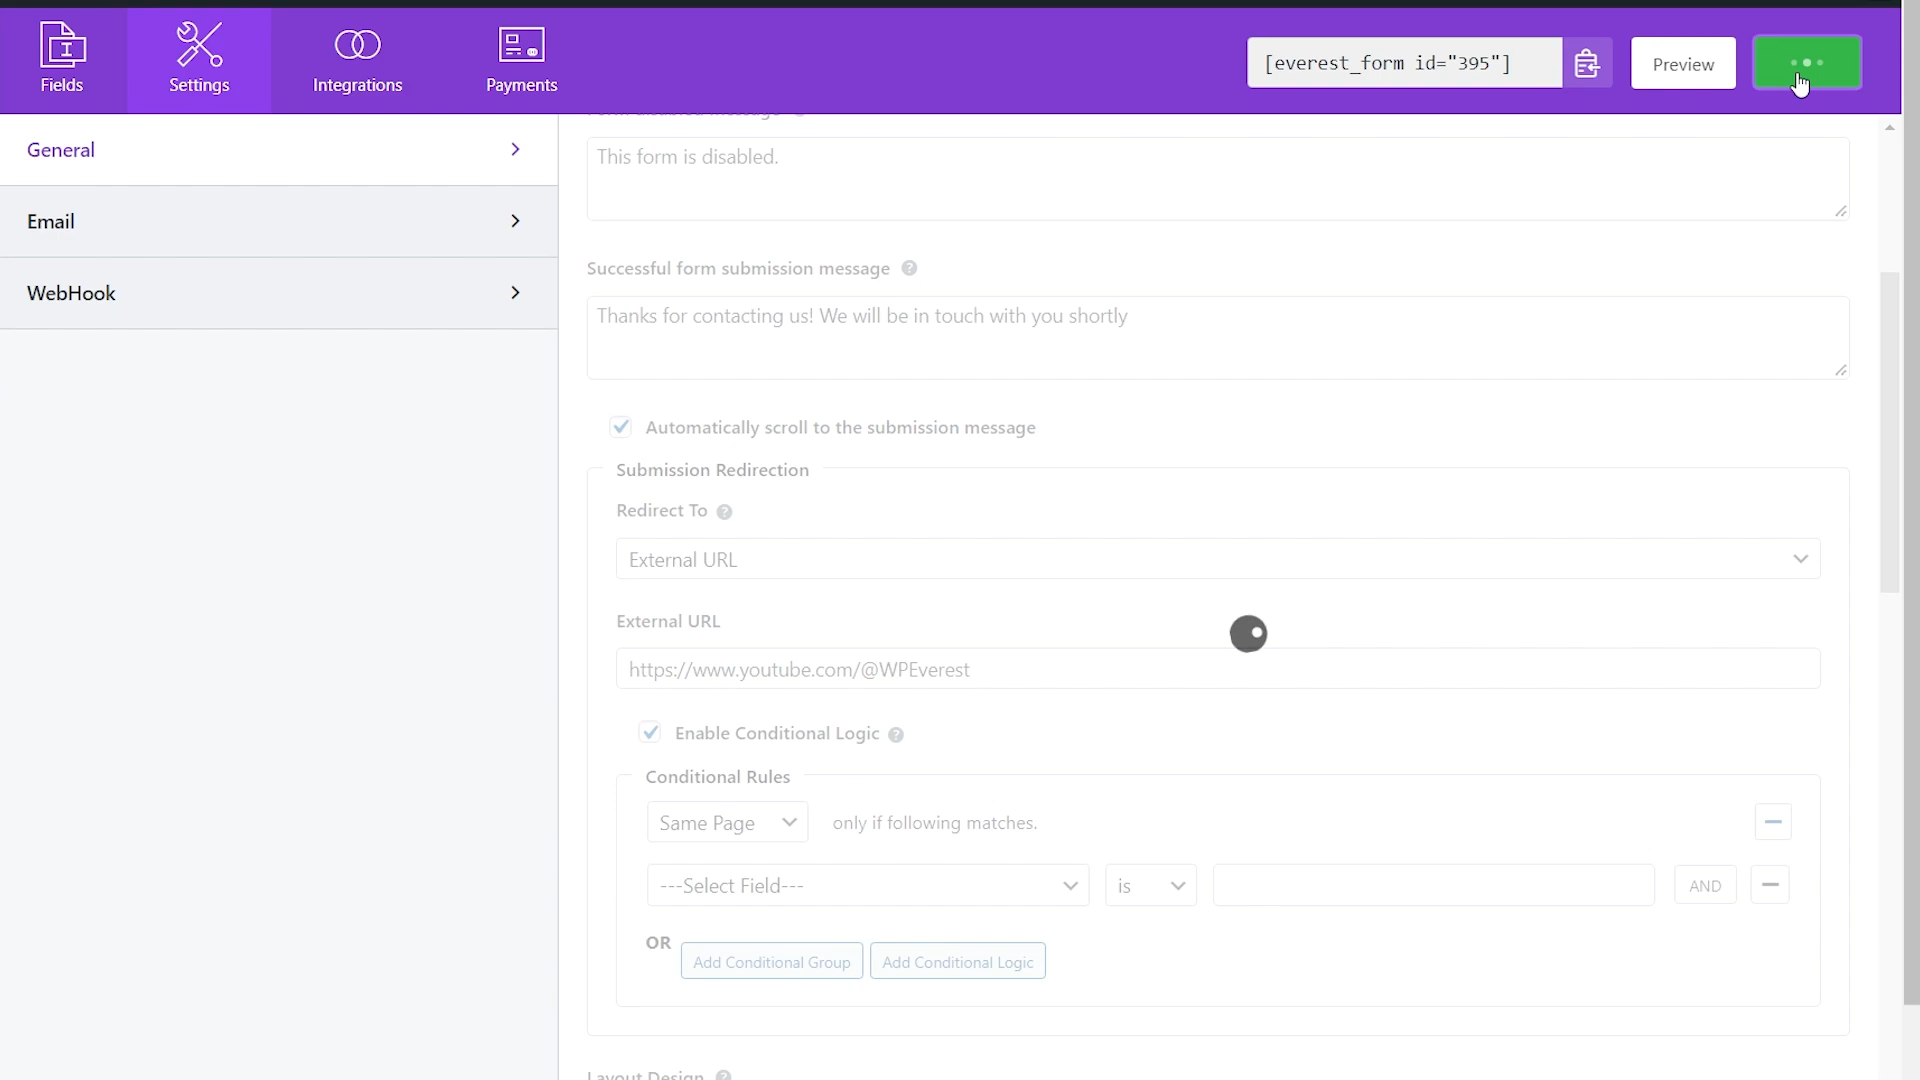 Fields
Settings
Integrations
Payments
[everest_form id="395"]
Preview
General
Email
WebHook
This form is disabled.
Successful form submission message
Thanks for contacting us! We will be in touch with you shortly
Automatically scroll to the submission message
Submission Redirection
Redirect To
External URL
External URL
https://www.youtube.com/@WPEverest
Enable Conditional Logic
Conditional Rules
Same Page only if following matches.
---Select Field--- is AND
OR
Add Conditional Group Add Conditional Logic
Layout Design